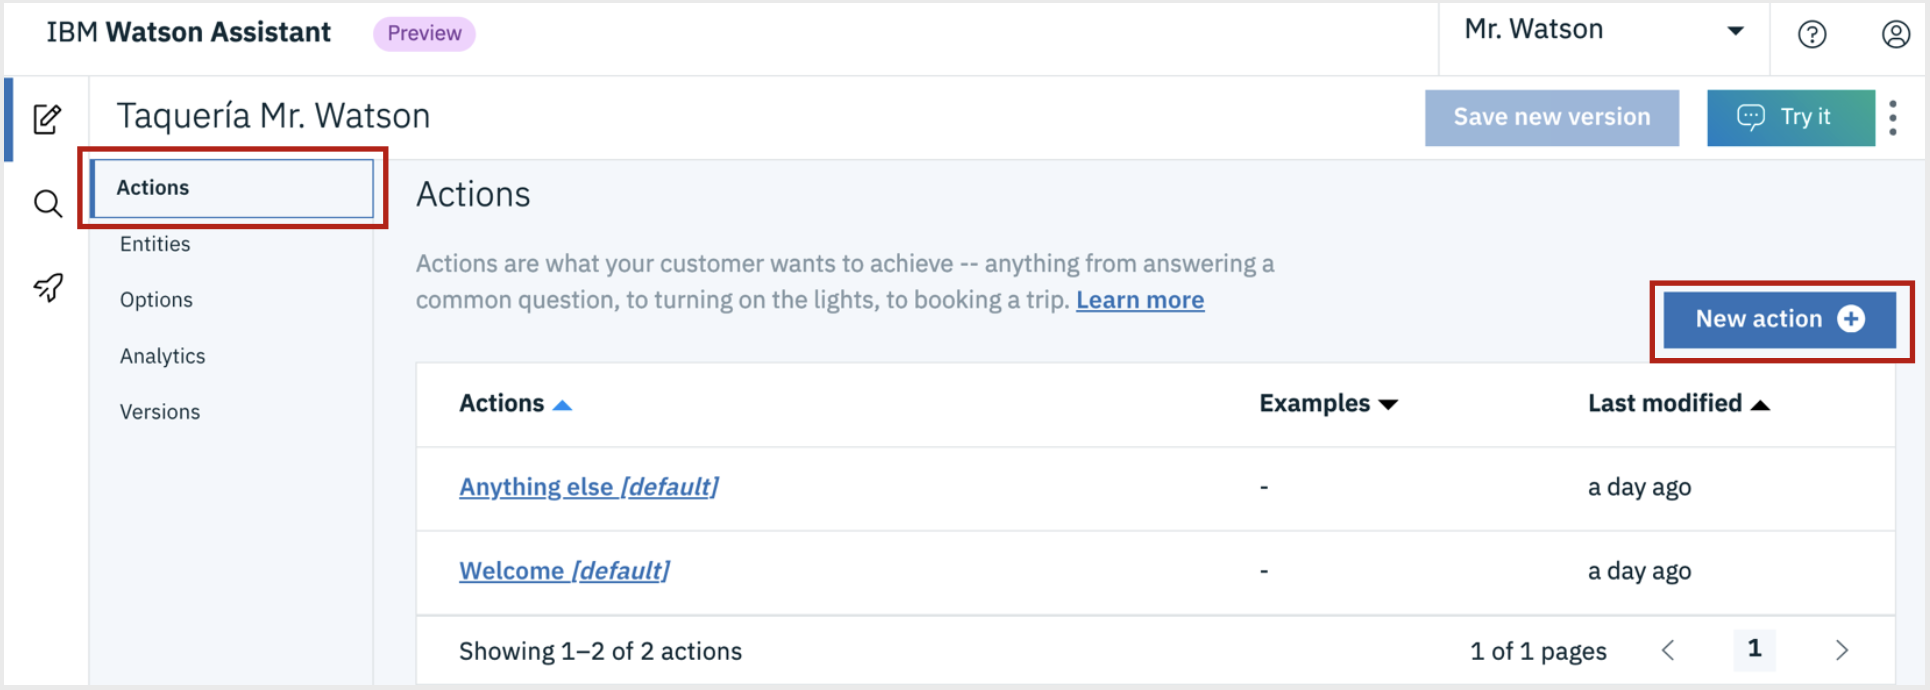 IBM Watson Assistant Preview Mr. Watson
Taquería Mr. Watson Save new version Try it
Actions
Entities
Options
Analytics
Versions
Actions
Actions are what your customer wants to achieve -- anything from answering a
common question, to turning on the lights, to booking a trip. Learn more
New action
Actions Examples Last modified
Anything else [default] - a day ago
Welcome [default] - a day ago
Showing 1–2 of 2 actions 1 of 1 pages 1